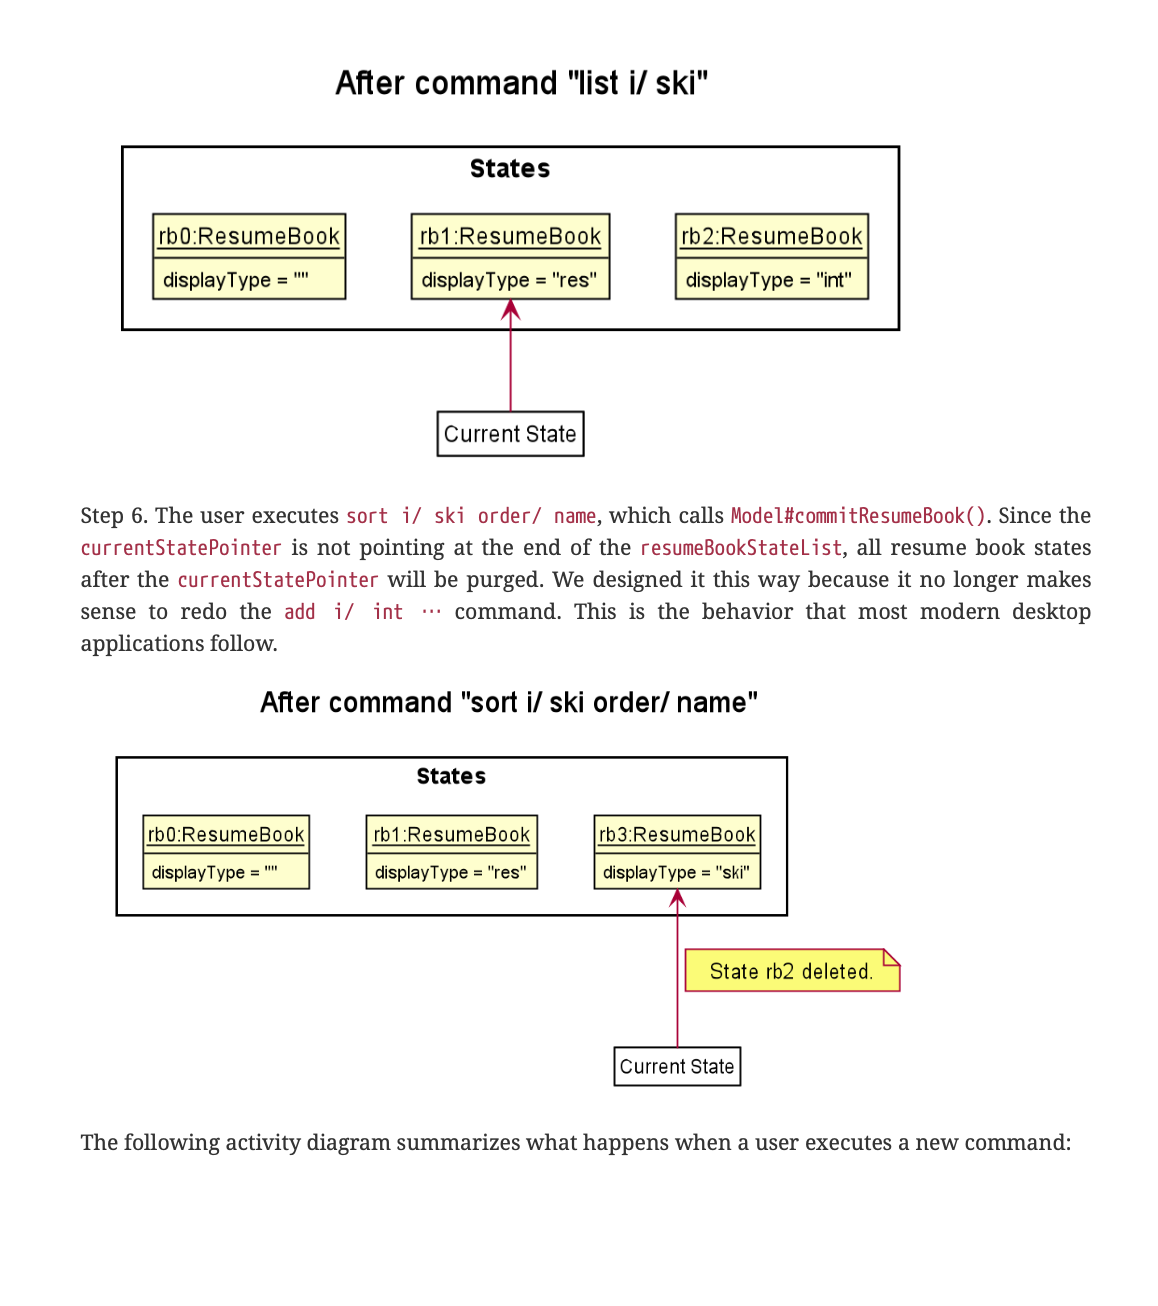 After command "list i/ ski"
States
rb0:ResumeBook
displayType = ""
rb1:ResumeBook
displayType = "res"
rb2:ResumeBook
displayType = "int"
Current State
Step 6. The user executes sort i/ ski order/ name, which calls Model#commitResumeBook(). Since the
currentStatePointer is not pointing at the end of the resumeBookStateList, all resume book states
after the currentStatePointer will be purged. We designed it this way because it no longer makes
sense to redo the add i/ int ⋯ command. This is the behavior that most modern desktop
applications follow.
After command "sort i/ ski order/ name"
States
rb0:ResumeBook
displayType = ""
rb1:ResumeBook
displayType = "res"
rb3:ResumeBook
displayType = "ski"
State rb2 deleted.
Current State
The following activity diagram summarizes what happens when a user executes a new command: